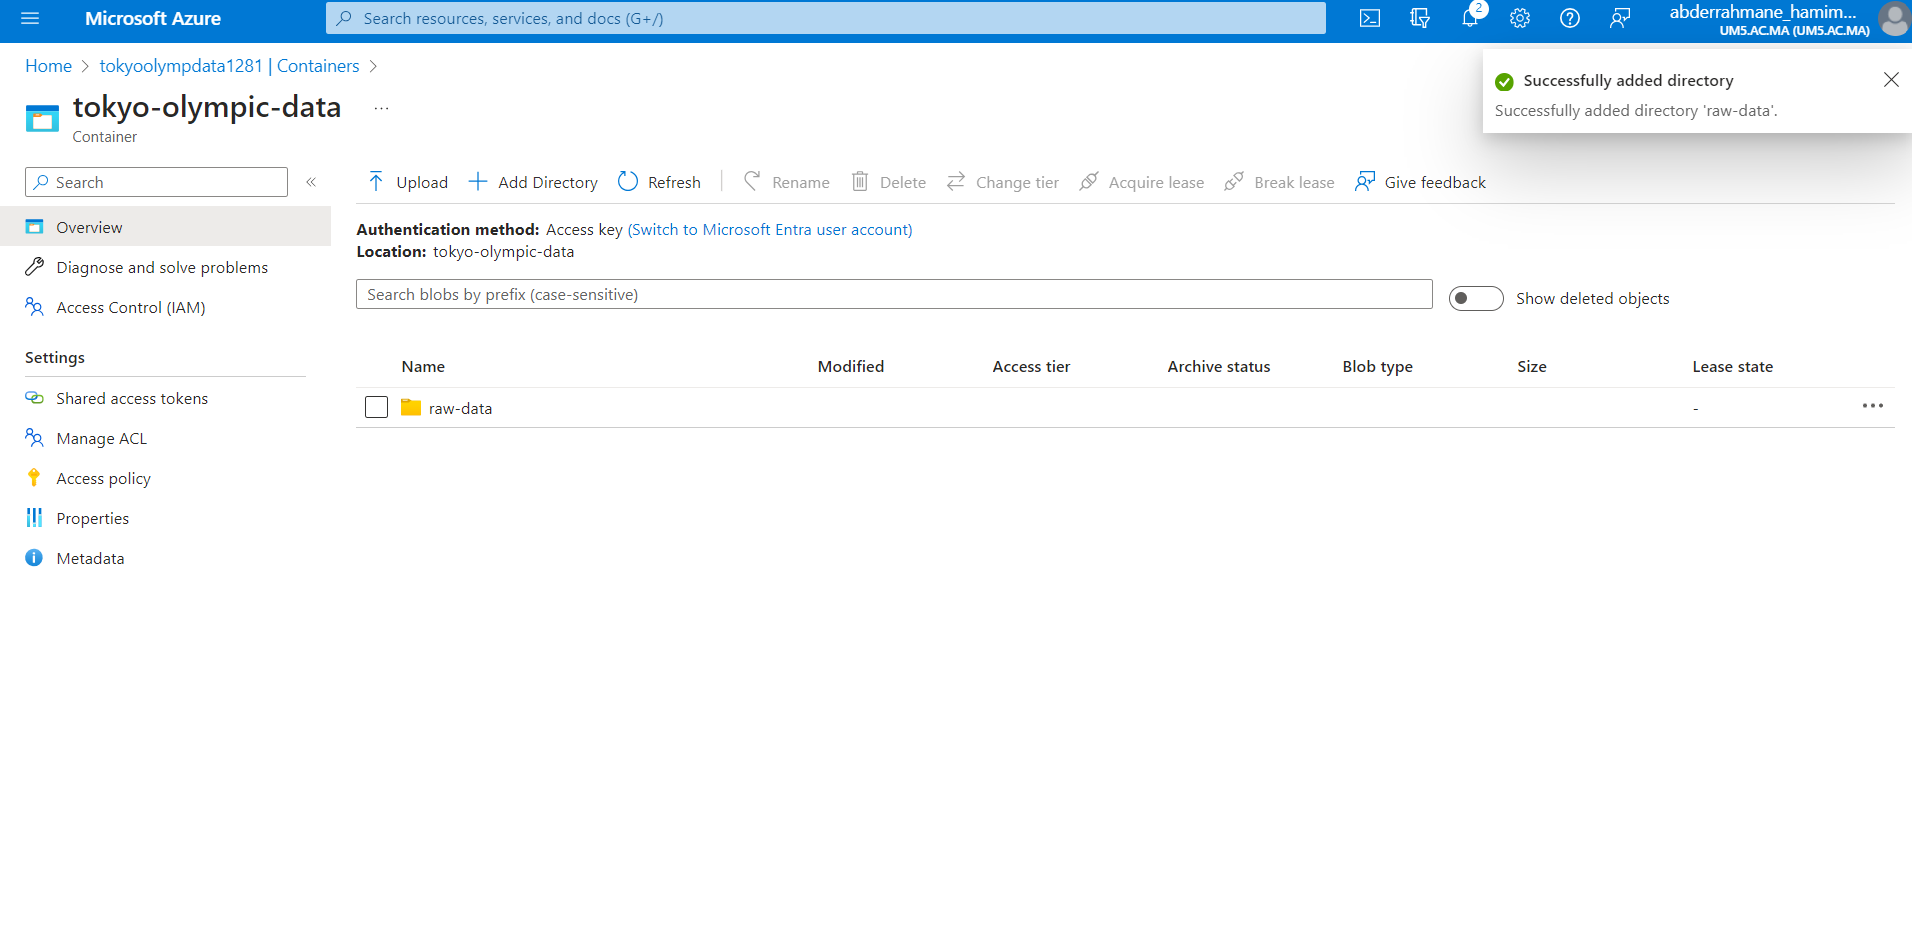 Microsoft Azure
Search resources, services, and docs (G+/)
2
abderrahmane_hamim...
UM5.AC.MA (UM5.AC.MA)
Home > tokyoolympdata1281 | Containers >
Successfully added directory
Successfully added directory 'raw-data'.
tokyo-olympic-data ...
Container
Search «
Upload + Add Directory Refresh | Rename Delete Change tier Acquire lease Break lease Give feedback
Overview
Diagnose and solve problems
Access Control (IAM)
Settings
Shared access tokens
Manage ACL
Access policy
Properties
Metadata
Authentication method: Access key (Switch to Microsoft Entra user account)
Location: tokyo-olympic-data
Search blobs by prefix (case-sensitive)
Show deleted objects
Name Modified Access tier Archive status Blob type Size Lease state
raw-data - ...